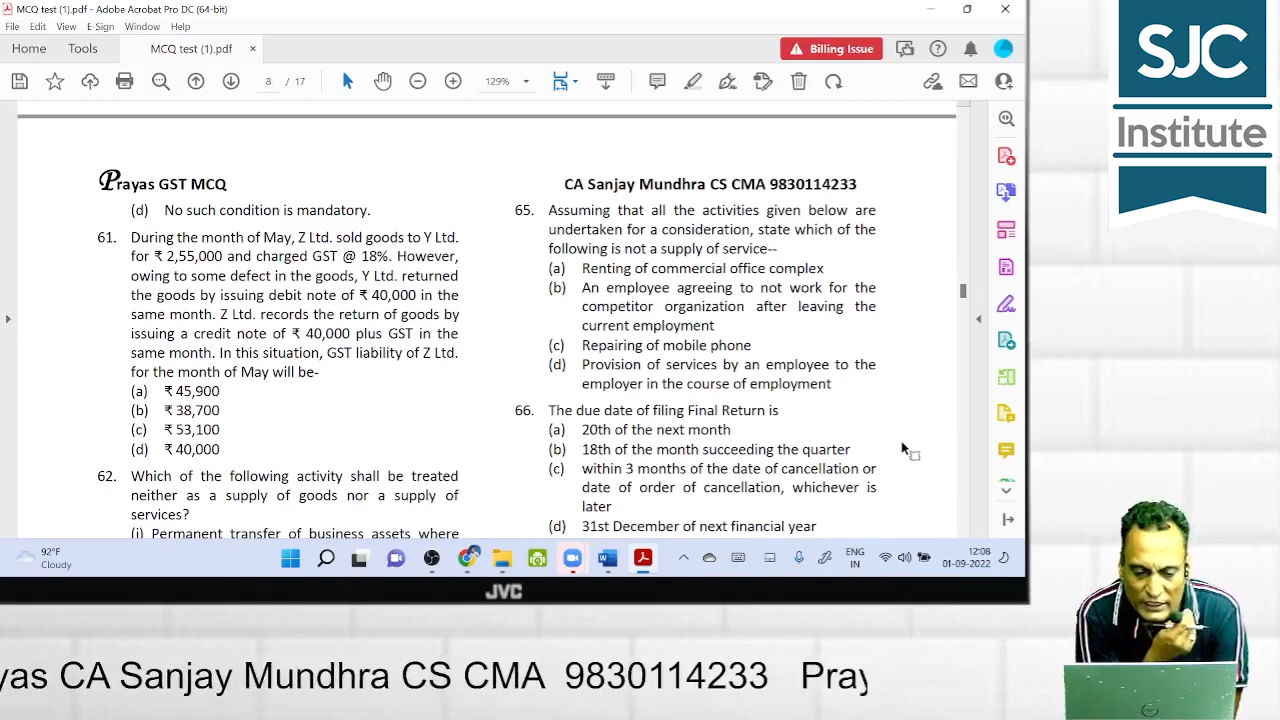 MCQ test (1).pdf - Adobe Acrobat Pro DC (64-bit)
File Edit View E-Sign Window Help
Home Tools MCQ test (1).pdf × Billing Issue
8 / 17 129%
Prayas GST MCQ
(d) No such condition is mandatory.
61. During the month of May, Z Ltd. sold goods to Y Ltd.
for ₹ 2,55,000 and charged GST @ 18%. However,
owing to some defect in the goods, Y Ltd. returned
the goods by issuing debit note of ₹ 40,000 in the
same month. Z Ltd. records the return of goods by
issuing a credit note of ₹ 40,000 plus GST in the
same month. In this situation, GST liability of Z Ltd.
for the month of May will be-
(a) ₹ 45,900
(b) ₹ 38,700
(c) ₹ 53,100
(d) ₹ 40,000
62. Which of the following activity shall be treated
neither as a supply of goods nor a supply of
services?
(i) Permanent transfer of business assets where
CA Sanjay Mundhra CS CMA 9830114233
65. Assuming that all the activities given below are
undertaken for a consideration, state which of the
following is not a supply of service--
(a) Renting of commercial office complex
(b) An employee agreeing to not work for the
competitor organization after leaving the
current employment
(c) Repairing of mobile phone
(d) Provision of services by an employee to the
employer in the course of employment
66. The due date of filing Final Return is
(a) 20th of the next month
(b) 18th of the month succeeding the quarter
(c) within 3 months of the date of cancellation or
date of order of cancellation, whichever is
later
(d) 31st December of next financial year
92°F
Cloudy
ENG
IN
12:08
01-09-2022
JVC
SJC
Institute
yas CA Sanjay Mundhra CS CMA 9830114233 Pray